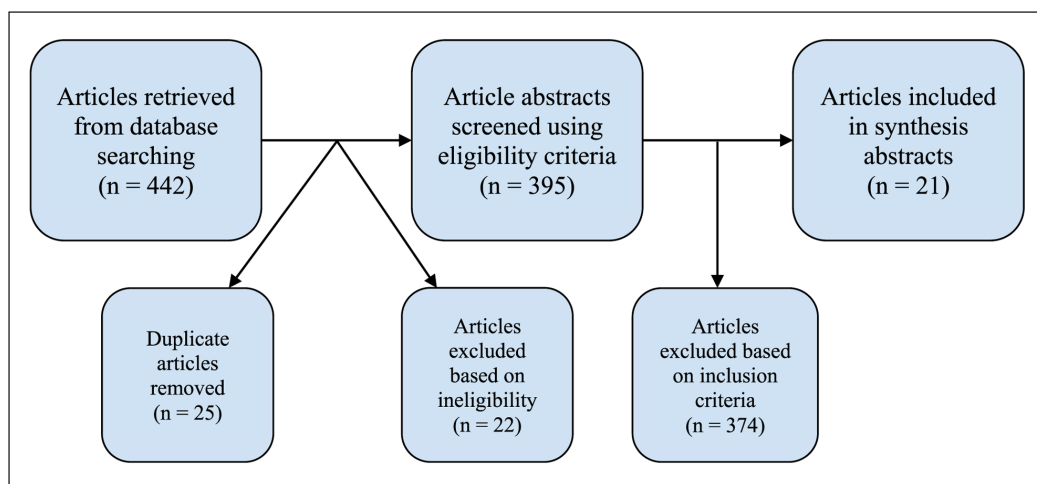 Articles retrieved
from database
searching
(n = 442)
Article abstracts
screened using
eligibility criteria
(n = 395)
Articles included
in synthesis
abstracts
(n = 21)
Duplicate
articles
removed
(n = 25)
Articles
excluded
based on
ineligibility
(n = 22)
Articles
excluded based
on inclusion
criteria
(n = 374)